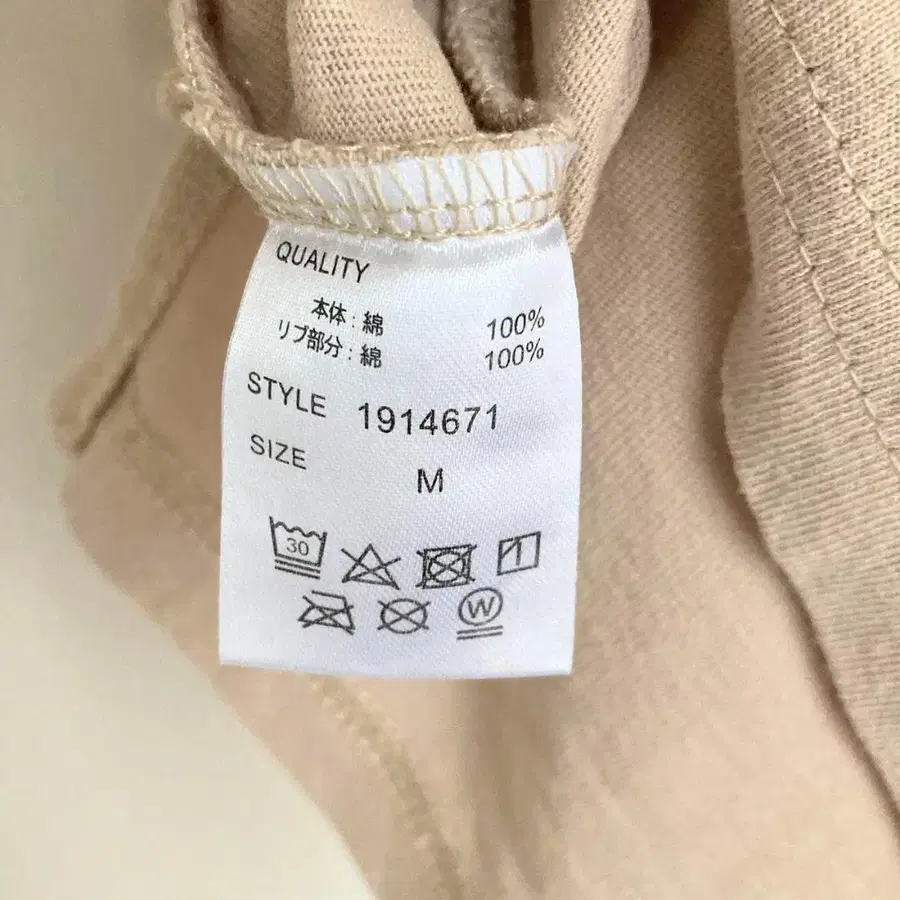 QUALITY
本体：綿 100%
リブ部分：綿 100%
STYLE 1914671
SIZE
M
30
W